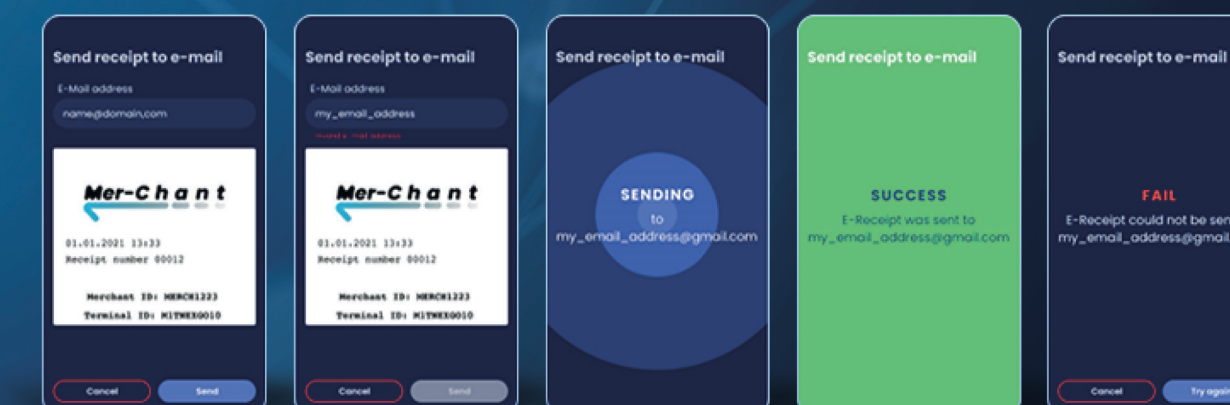 Send receipt to e-mail
E-Mail address
name@domain,com
Mer-Chant
01.01.2021 13:33
Receipt number 00012
Merchant ID: MERCH1223
Terminal ID:
Cancel
Send
Send receipt to e-mail
E-Mail address
my_email_address
Invalid e-mail address
Mer-Chant
01.01.2021 13:33
Receipt number 00012
Merchant ID: MERCH1223
Terminal ID:
Cancel
Send
Send receipt to e-mail
SENDING
to
my_email_address@gmail.com
Send receipt to e-mail
SUCCESS
E-Receipt was sent to
my_email_address@gmail.com
Send receipt to e-mail
FAIL
E-Receipt could not be sen
my_email_address@gmail.
Cancel
Try again